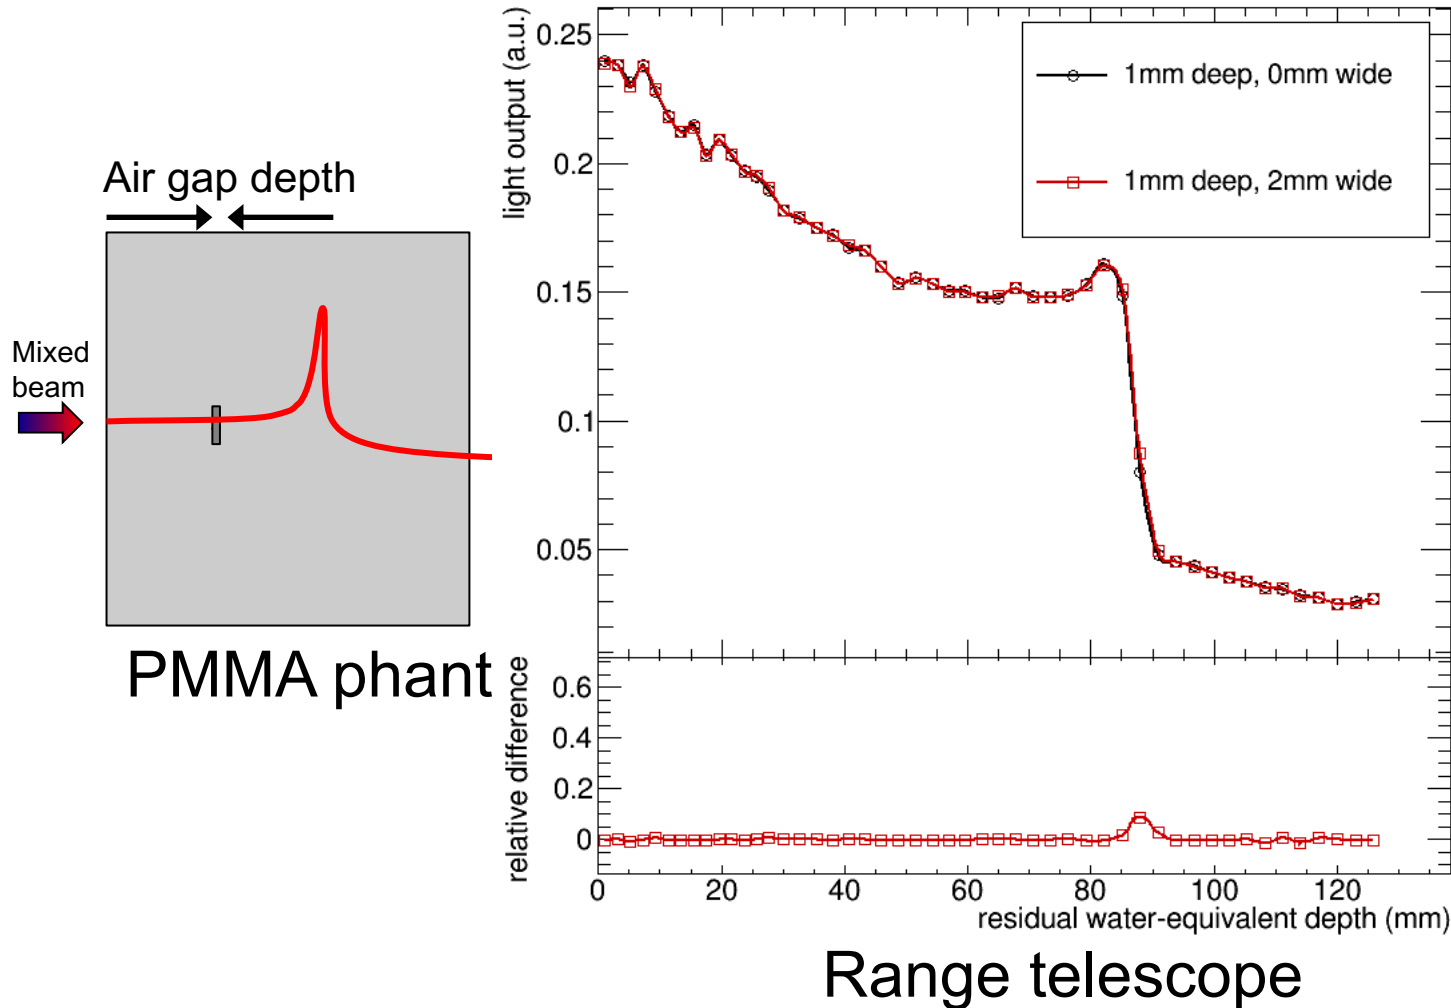 Air gap depth
Mixed
beam
PMMA phant
light output (a.u.)
0.25
0.2
0.15
0.1
0.05
1mm deep, 0mm wide
1mm deep, 2mm wide
relative difference
0.6
0.4
0.2
0
0 20 40 60 80 100 120
residual water-equivalent depth (mm)
Range telescope